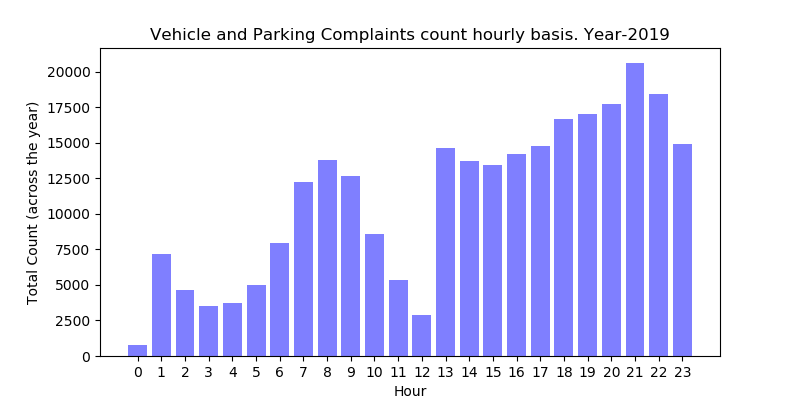 Vehicle and Parking Complaints count hourly basis. Year-2019
Total Count (across the year)
20000
17500
15000
12500
10000
7500
5000
2500
0
0 1 2 3 4 5 6 7 8 9 10 11 12 13 14 15 16 17 18 19 20 21 22 23
Hour